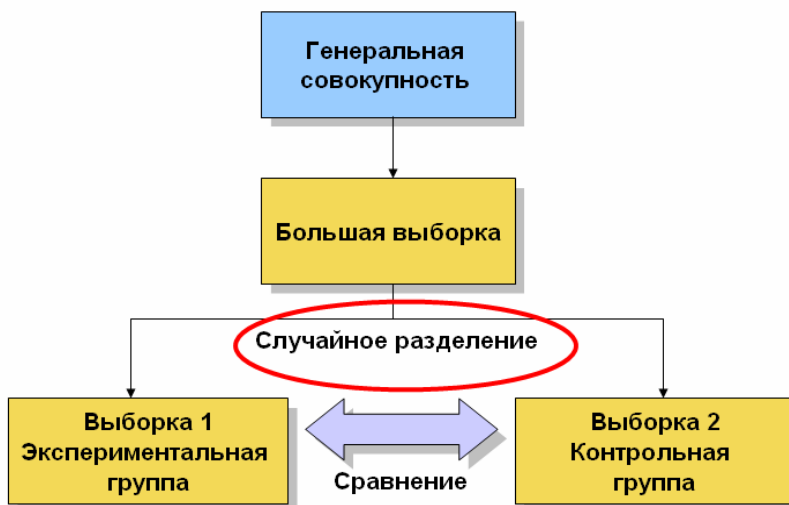 Генеральная
совокупность
Большая выборка
Случайное разделение
Выборка 1
Экспериментальная
группа
Сравнение
Выборка 2
Контрольная
группа